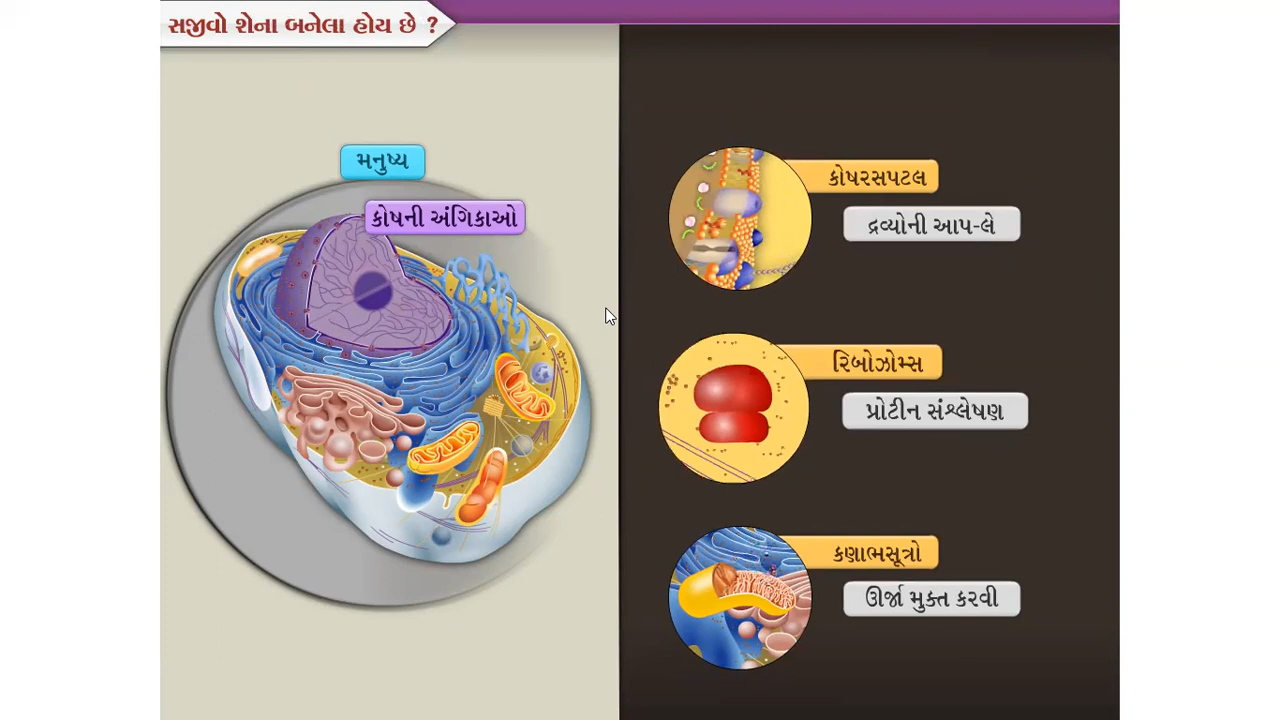 સજીવો શેના બનેલા હોય છે ?
મનુષ્ય
કોષની અંગિકાઓ
કોષરસપટલ
દ્રવ્યોની આપ-લે
રિબોઝોમ્સ
પ્રોટીન સંશ્લેષણ
કણાભસૂત્રો
ઊર્જા મુક્ત કરવી